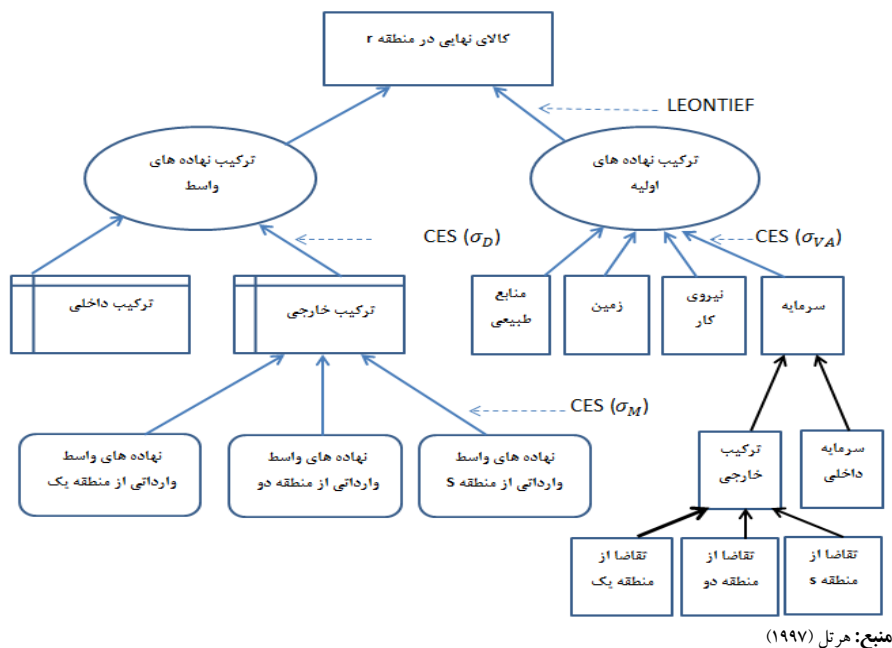 کالای نهایی در منطقه r
LEONTIEF
ترکیب نهاده های
واسط
ترکیب نهاده های
اولیه
CES (σ_D)
CES (σ_VA)
ترکیب داخلی
ترکیب خارجی
منابع
طبیعی
زمین
نیروی
کار
سرمایه
CES (σ_M)
نهاده های واسط
وارداتی از منطقه یک
نهاده های واسط
وارداتی از منطقه دو
نهاده های واسط
وارداتی از منطقه S
ترکیب
خارجی
سرمایه
داخلی
تقاضا از
منطقه یک
تقاضا از
منطقه دو
تقاضا از
منطقه s
منبع: هرتل (۱۹۹۷)